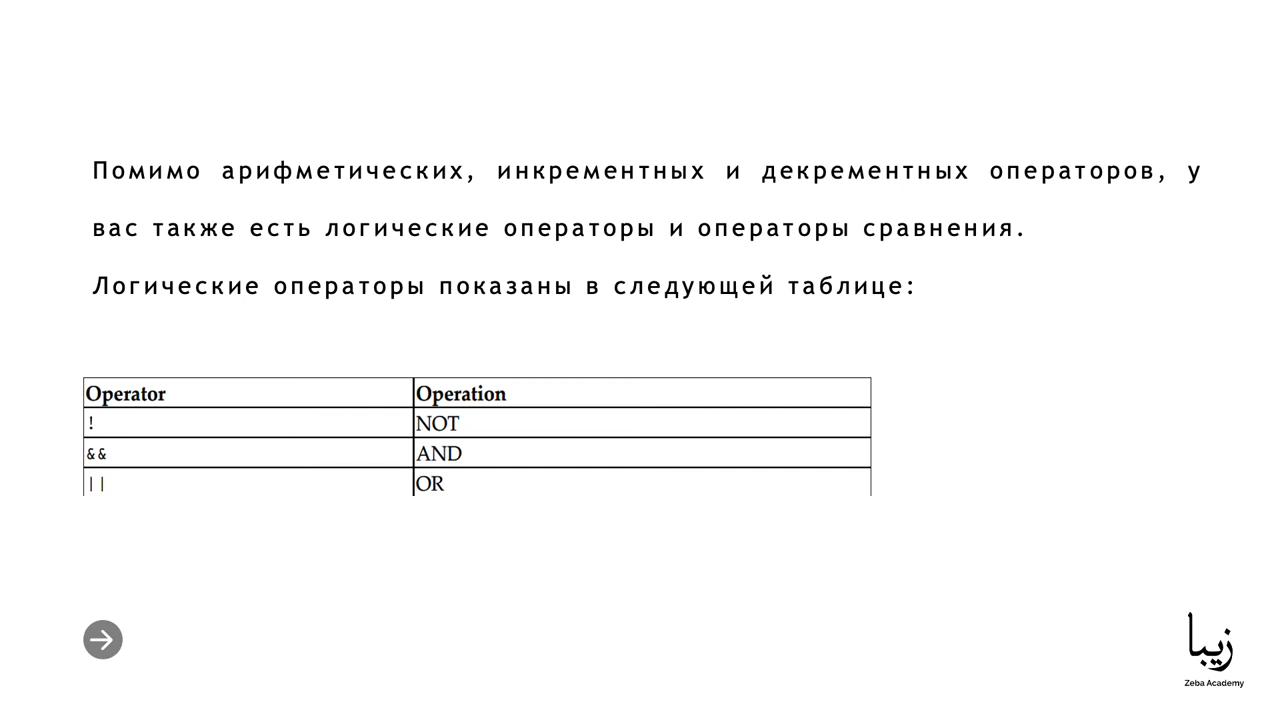 Помимо арифметических, инкрементных и декрементных операторов, у
вас также есть логические операторы и операторы сравнения.
Логические операторы показаны в следующей таблице:
Operator Operation
! NOT
&& AND
|| OR
زیبا
Zeba Academy